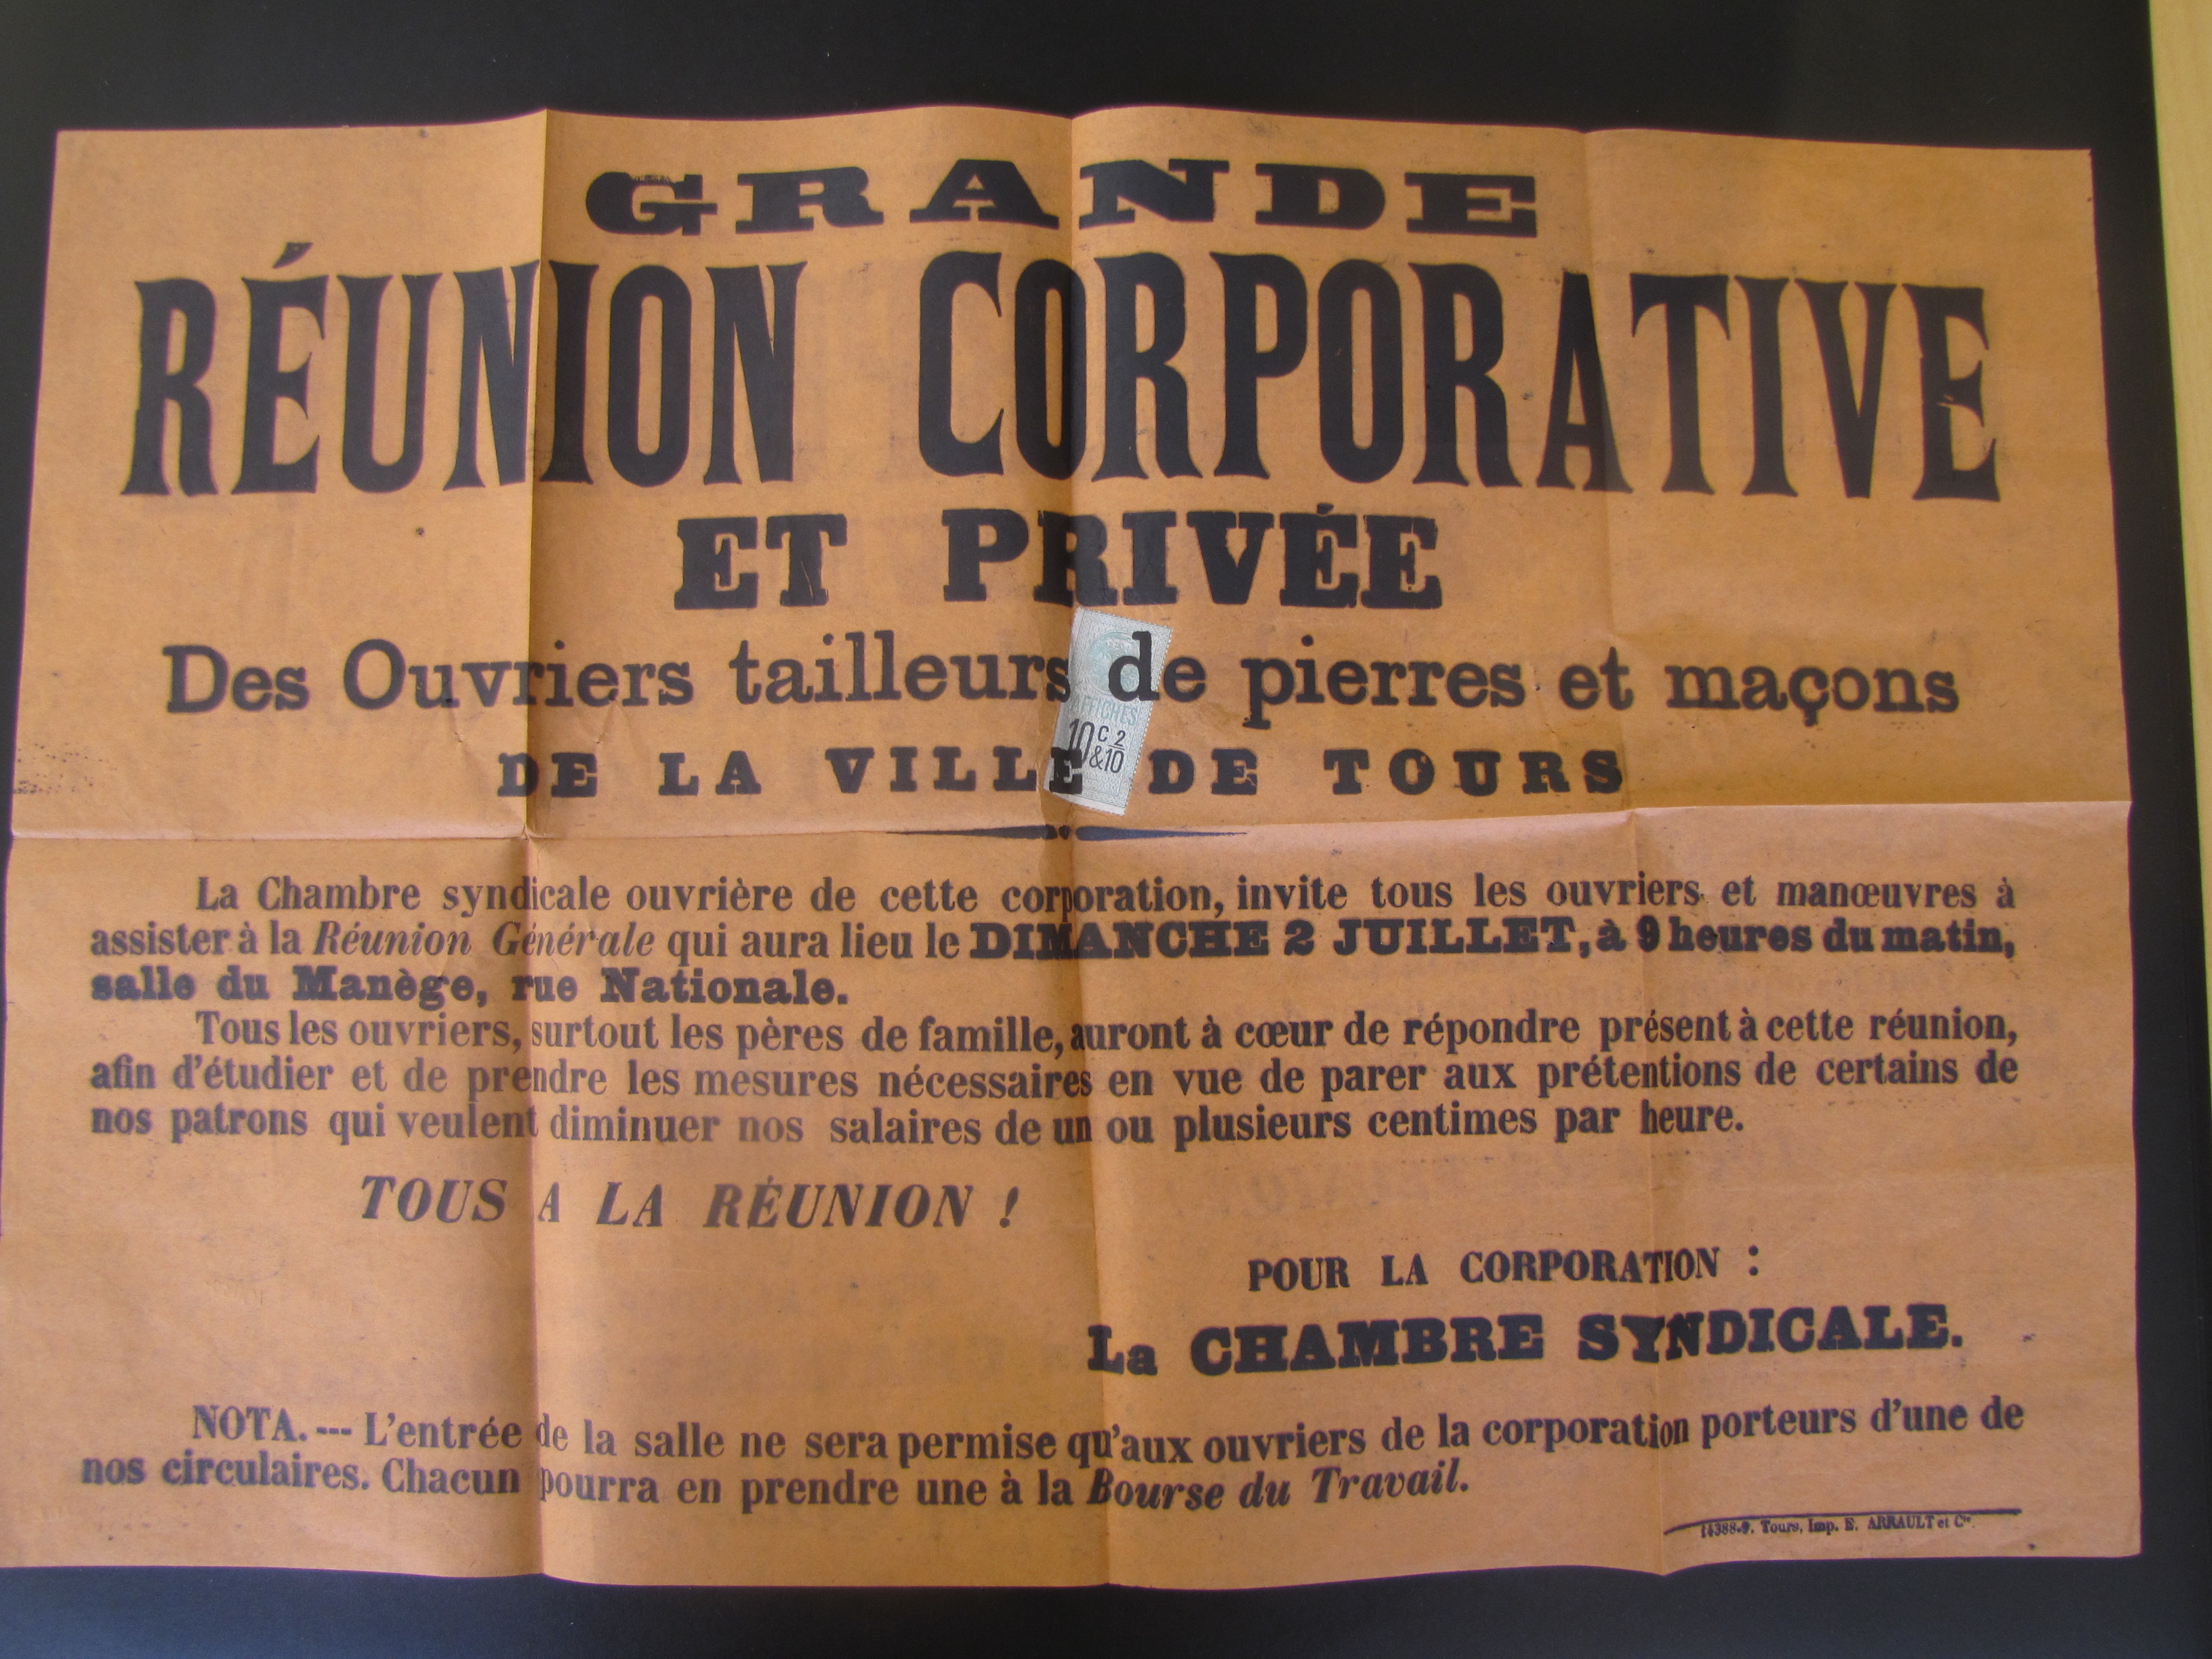 GRANDE
RÉUNION CORPORATIVE
ET PRIVÉE
Des Ouvriers tailleurs de pierres et maçons
AFFICHES
10 c 2
&10
DE LA VILLE DE TOURS
La Chambre syndicale ouvrière de cette corporation, invite tous les ouvriers et manœuvres à
assister à la Réunion Générale qui aura lieu le DIMANCHE 2 JUILLET, à 9 heures du matin,
salle du Manège, rue Nationale.
Tous les ouvriers, surtout les pères de famille, auront à cœur de répondre présent à cette réunion,
afin d'étudier et de prendre les mesures nécessaires en vue de parer aux prétentions de certains de
nos patrons qui veulent diminuer nos salaires de un ou plusieurs centimes par heure.
TOUS A LA RÉUNION !
POUR LA CORPORATION :
La CHAMBRE SYNDICALE.
NOTA. --- L'entrée de la salle ne sera permise qu'aux ouvriers de la corporation porteurs d'une de
nos circulaires. Chacun pourra en prendre une à la Bourse du Travail.
Tours, Imp. E. ARRAULT et Cie.